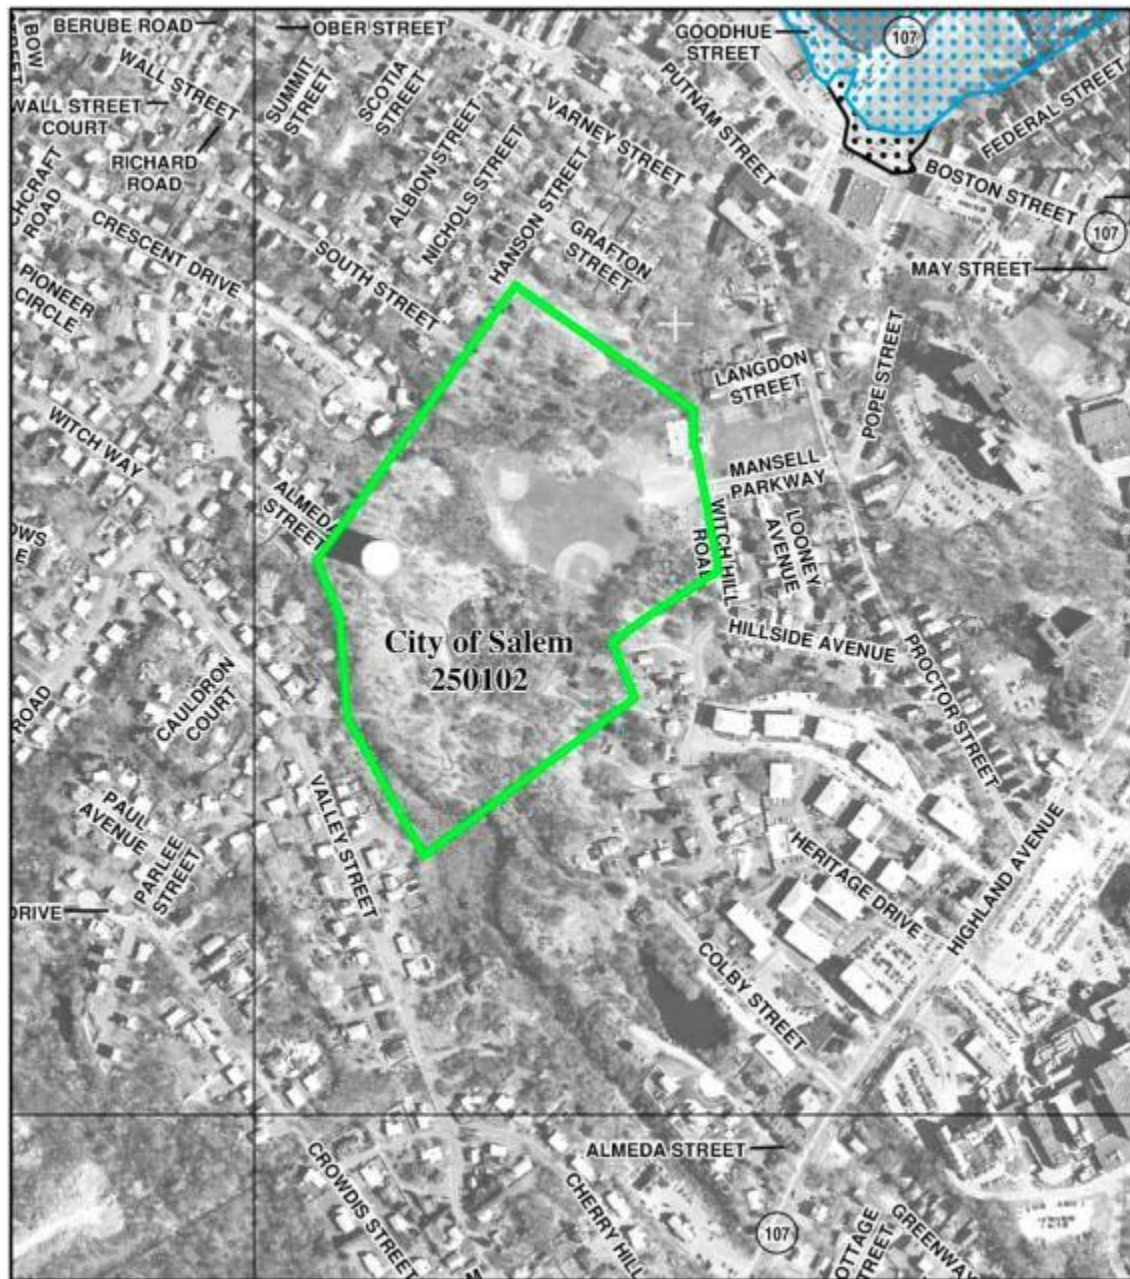 BERUBE ROAD
OBER STREET
GOODHUE
STREET
107
BOW
STREET
WALL STREET
SUMMIT
STREET
SCOTIA
STREET
PUTNAM STREET
FEDERAL STREET
WALL STREET
COURT
VARNEY STREET
ALBION STREET
RICHARD
ROAD
NICHOLS STREET
HANSON STREET
BOSTON STREET
ROAD
CRESCENT DRIVE
GRAFTON
STREET
107
SOUTH STREET
MAY STREET
PIONEER
CIRCLE
LANGDON
STREET
POPE STREET
WITCH WAY
MANSELL
PARKWAY
ALMEDA
STREET
WITCH HILL
ROAD
LOONEY
AVENUE
City of Salem
250102
HILLSIDE AVENUE
PROCTOR STREET
CAULDRON
COURT
ROAD
PAUL
AVENUE
PARLEE
STREET
VALLEY STREET
HERITAGE DRIVE
HIGHLAND AVENUE
DRIVE
COLBY STREET
ALMEDA STREET
CROWDIS STREET
CHERRY HILL
107
GREENWAY